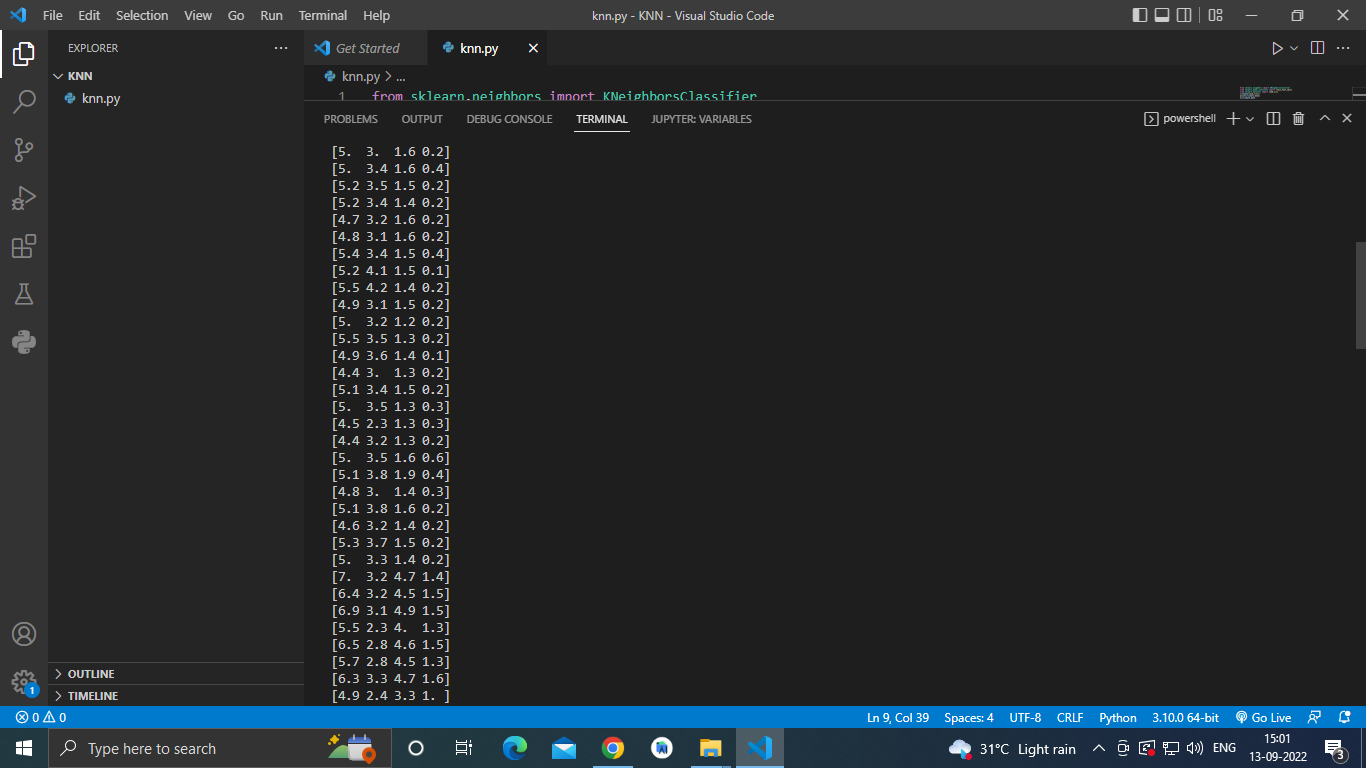 File Edit Selection View Go Run Terminal Help knn.py - KNN - Visual Studio Code
EXPLORER ···
Get Started knn.py
KNN
knn.py
knn.py > ...
1 from sklearn.neighbors import KNeighborsClassifier
PROBLEMS OUTPUT DEBUG CONSOLE TERMINAL JUPYTER: VARIABLES powershell
[5.  3.  1.6 0.2]
[5.  3.4 1.6 0.4]
[5.2 3.5 1.5 0.2]
[5.2 3.4 1.4 0.2]
[4.7 3.2 1.6 0.2]
[4.8 3.1 1.6 0.2]
[5.4 3.4 1.5 0.4]
[5.2 4.1 1.5 0.1]
[5.5 4.2 1.4 0.2]
[4.9 3.1 1.5 0.2]
[5.  3.2 1.2 0.2]
[5.5 3.5 1.3 0.2]
[4.9 3.6 1.4 0.1]
[4.4 3.  1.3 0.2]
[5.1 3.4 1.5 0.2]
[5.  3.5 1.3 0.3]
[4.5 2.3 1.3 0.3]
[4.4 3.2 1.3 0.2]
[5.  3.5 1.6 0.6]
[5.1 3.8 1.9 0.4]
[4.8 3.  1.4 0.3]
[5.1 3.8 1.6 0.2]
[4.6 3.2 1.4 0.2]
[5.3 3.7 1.5 0.2]
[5.  3.3 1.4 0.2]
[7.  3.2 4.7 1.4]
[6.4 3.2 4.5 1.5]
[6.9 3.1 4.9 1.5]
[5.5 2.3 4.  1.3]
[6.5 2.8 4.6 1.5]
[5.7 2.8 4.5 1.3]
[6.3 3.3 4.7 1.6]
[4.9 2.4 3.3 1. ]
OUTLINE
TIMELINE
1
0 0 Ln 9, Col 39 Spaces: 4 UTF-8 CRLF Python 3.10.0 64-bit Go Live
Type here to search 31°C Light rain ENG 15:01
13-09-2022 3